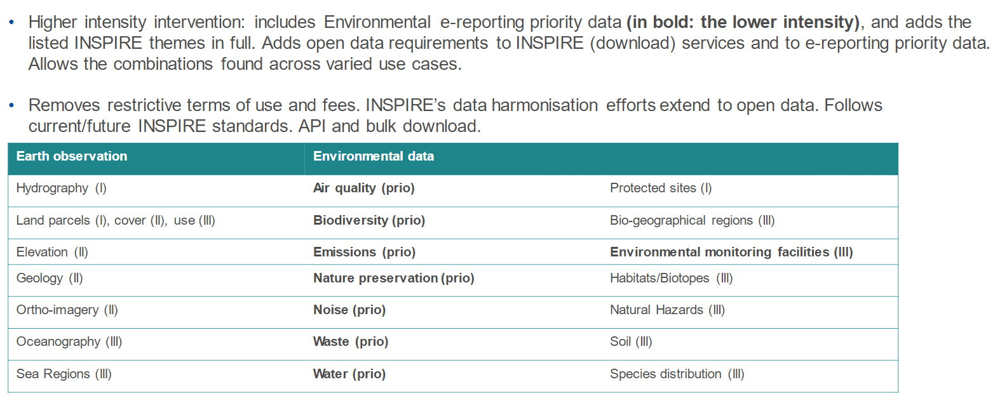 • Higher intensity intervention: includes Environmental e-reporting priority data (in bold: the lower intensity), and adds the
listed INSPIRE themes in full. Adds open data requirements to INSPIRE (download) services and to e-reporting priority data.
Allows the combinations found across varied use cases.
• Removes restrictive terms of use and fees. INSPIRE's data harmonisation efforts extend to open data. Follows
current/future INSPIRE standards. API and bulk download.
Earth observation Environmental data
Hydrography (I) Air quality (prio) Protected sites (I)
Land parcels (I), cover (II), use (III) Biodiversity (prio) Bio-geographical regions (III)
Elevation (II) Emissions (prio) Environmental monitoring facilities (III)
Geology (II) Nature preservation (prio) Habitats/Biotopes (III)
Ortho-imagery (II) Noise (prio) Natural Hazards (III)
Oceanography (III) Waste (prio) Soil (III)
Sea Regions (III) Water (prio) Species distribution (III)